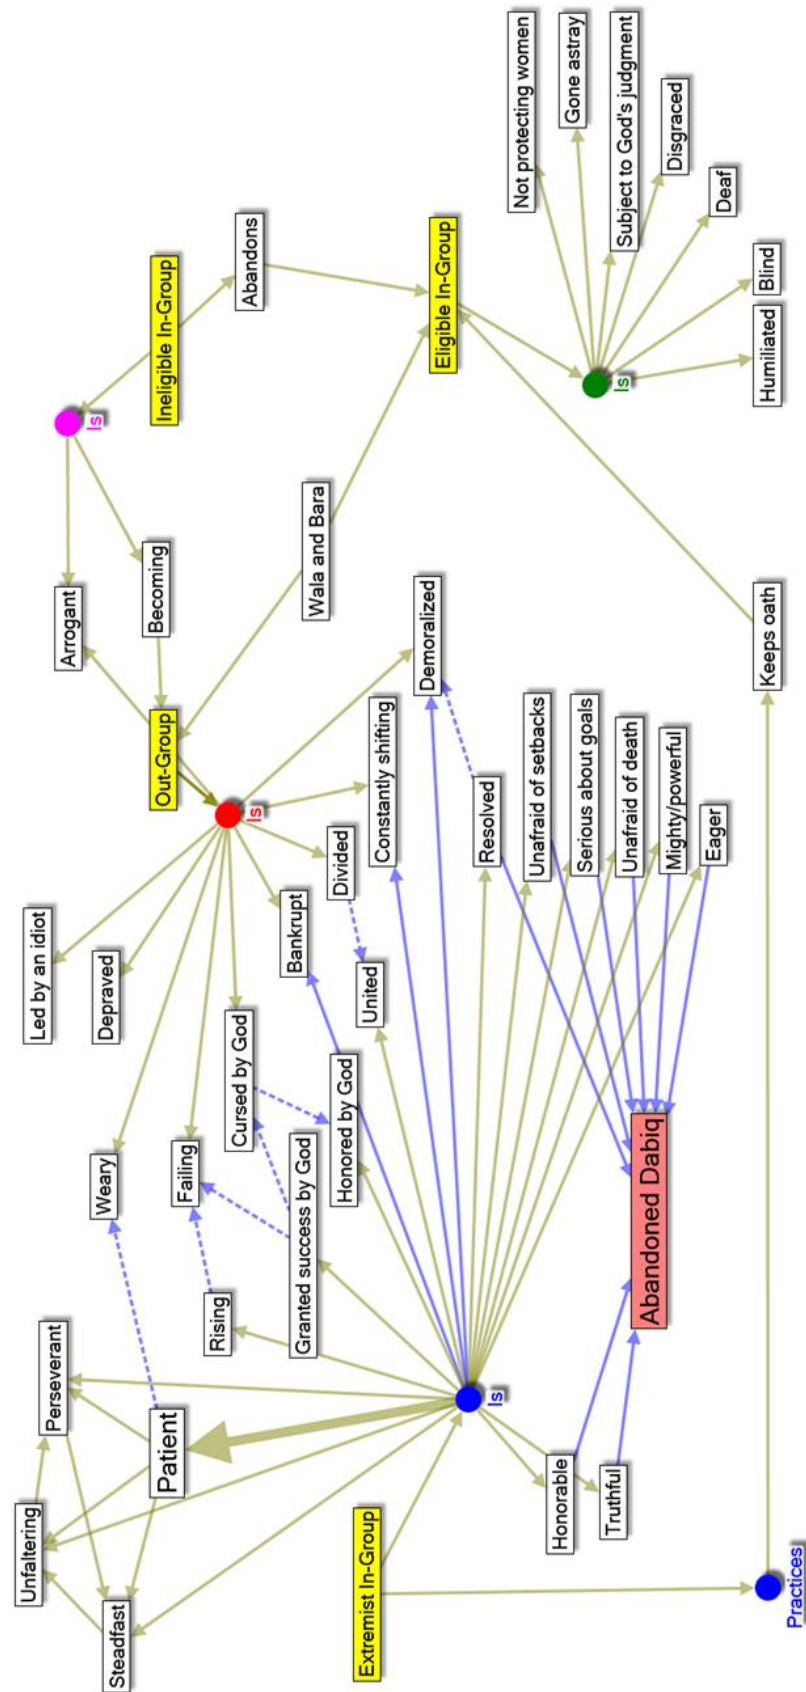 Unfaltering
Steadfast
Perseverant
Patient
Weary
Led by an idiot
Depraved
Arrogant
Is
Becoming
Ineligible In-Group
Abandons
Out-Group
Is
Failing
Rising
Cursed by God
Granted success by God
Honored by God
Bankrupt
Divided
United
Constantly shifting
Demoralized
Wala and Bara
Eligible In-Group
Extremist In-Group
Is
Resolved
Unafraid of setbacks
Serious about goals
Unafraid of death
Mighty/powerful
Eager
Honorable
Truthful
Abandoned Dabiq
Practices
Keeps oath
Is
Not protecting women
Gone astray
Subject to God's judgment
Disgraced
Deaf
Blind
Humiliated